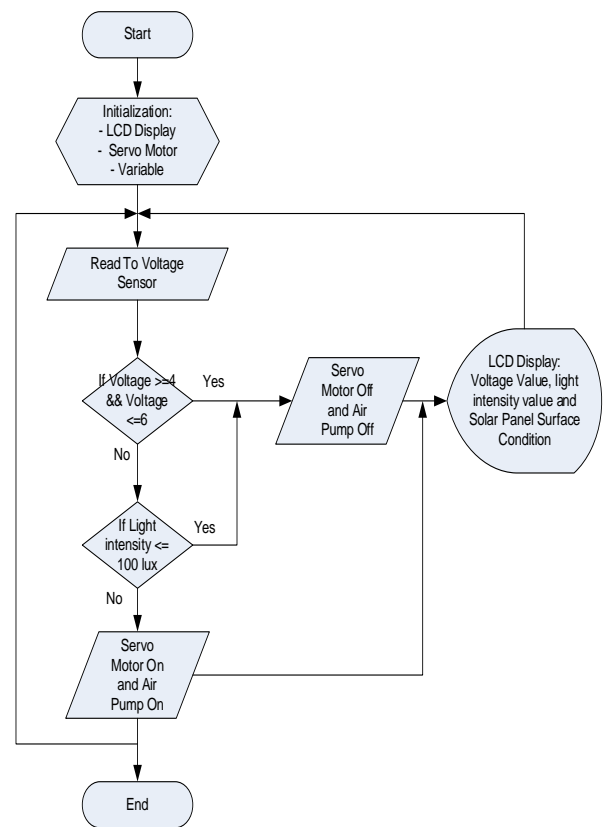 Start
Initialization:
- LCD Display
- Servo Motor
- Variable
Read To Voltage
Sensor
If Voltage >=4
&& Voltage
<=6
Yes
No
Servo
Motor Off
and Air
Pump Off
LCD Display:
Voltage Value, light
intensity value and
Solar Panel Surface
Condition
If Light
intensity <=
100 lux
Yes
No
Servo
Motor On
and Air
Pump On
End